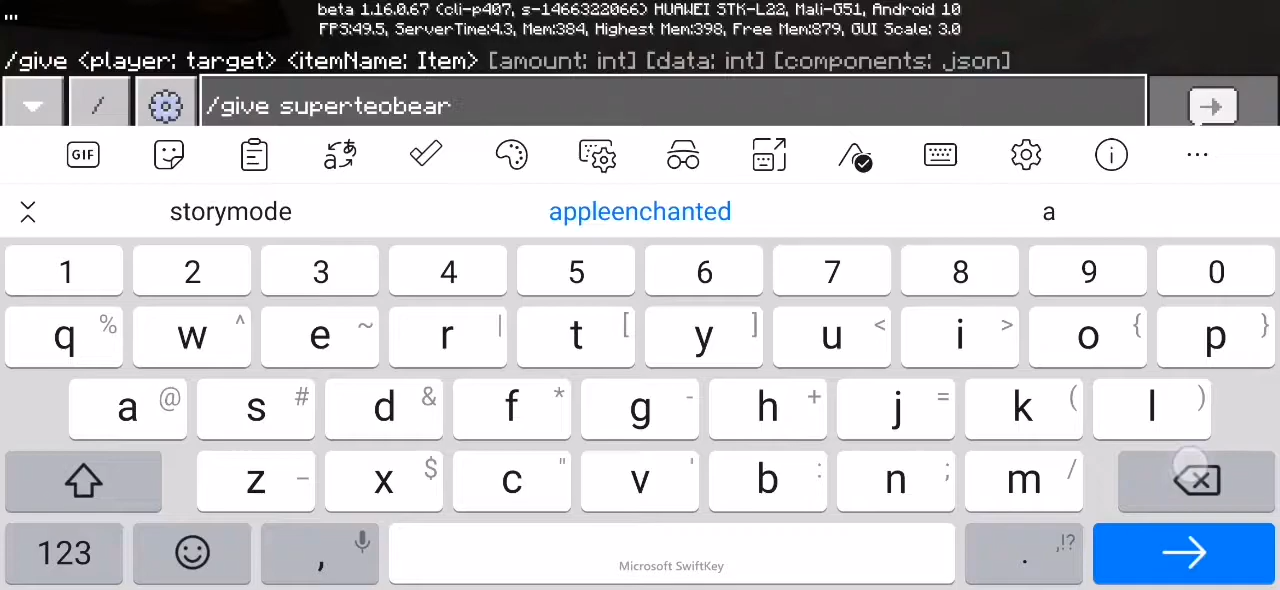 beta 1.16.0.67 (cli-p407, s-1466322066) HUAWEI STK-L22, Mali-G51, Android 10
FPS:49.5, ServerTime:4.3, Mem:384, Highest Mem:398, Free Mem:879, GUI Scale: 3.0
/give <player: target> <itemName: Item> [amount: int] [data: int] [components: json]
/ /give superteobear
GIF
storymode appleenchanted a
1 2 3 4 5 6 7 8 9 0
q % w ^ e ~ r | t [ y ] u < i > o { p }
a @ s # d & f * g - h + j = k ( l )
z _ x $ c " v ' b : n ; m /
123 , Microsoft SwiftKey . ,!?